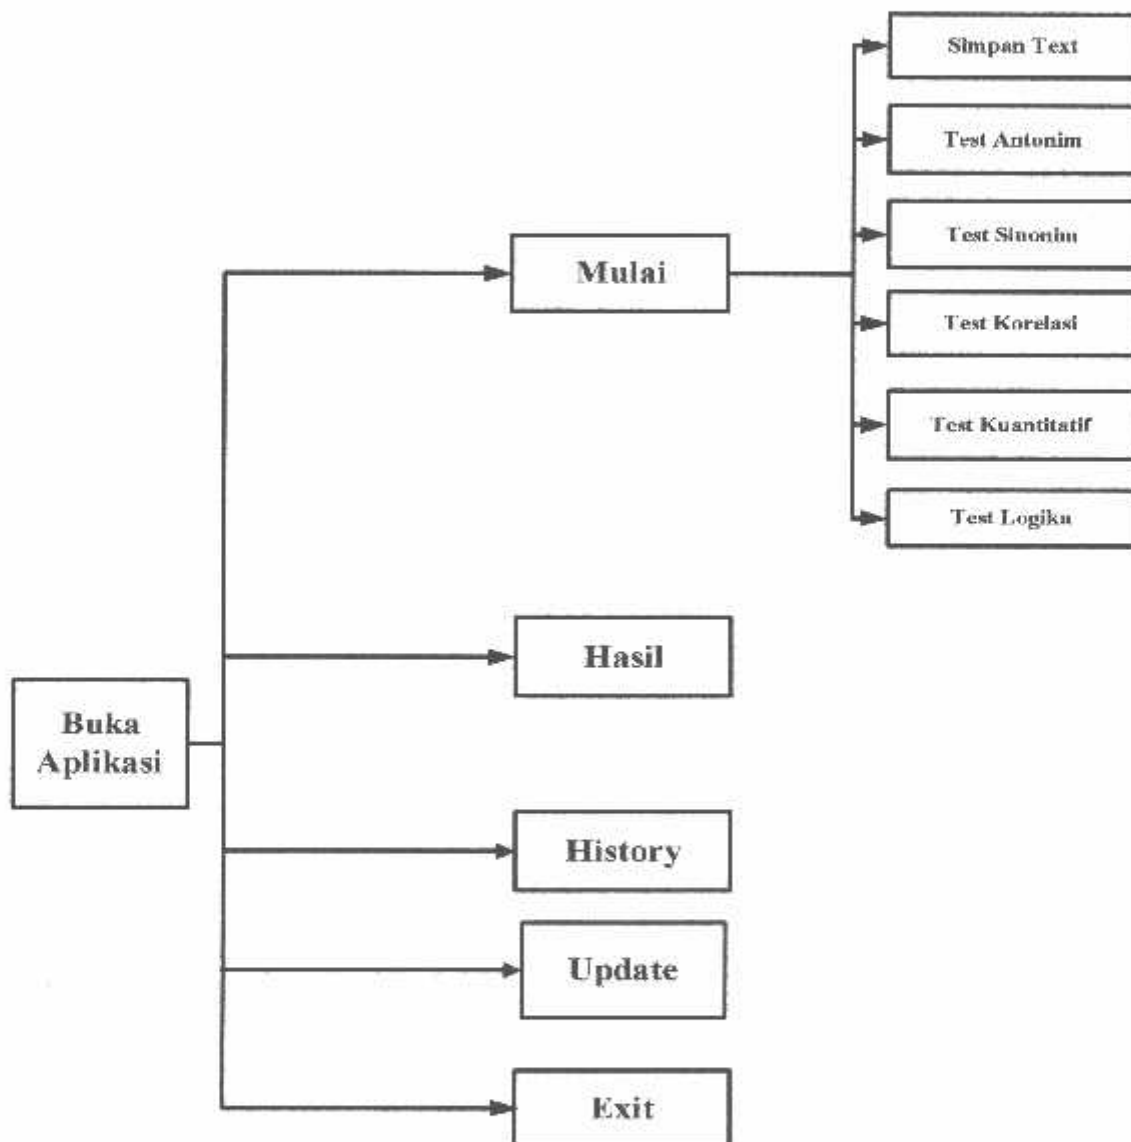 Simpan Text
Test Antonim
Test Sinonim
Mulai
Test Korelasi
Test Kuantitatif
Test Logika
Hasil
Buka
Aplikasi
History
Update
Exit